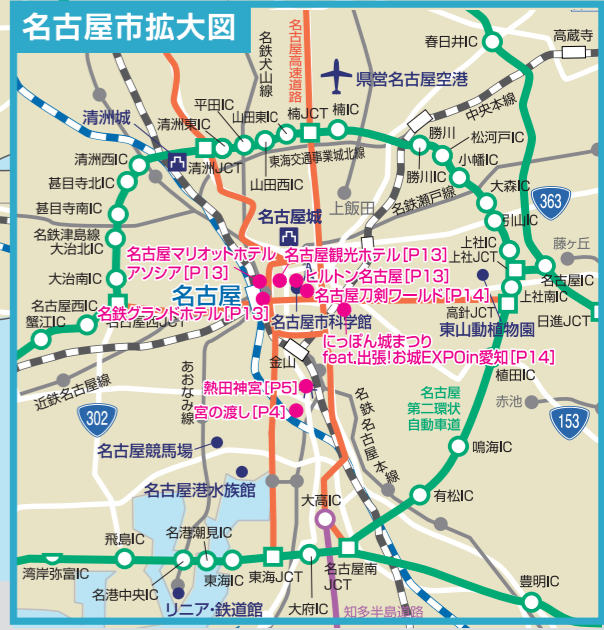 名古屋市拡大図
高蔵寺
春日井IC
名鉄犬山線
名古屋高速道路
県営名古屋空港
中央本線
清洲城
平田IC
山田東IC
楠JCT
楠IC
清洲東IC
勝川
松河戸IC
小幡IC
清洲西IC
清洲JCT
東海交通事業城北線
山田西IC
勝川IC
大森IC
甚目寺北IC
上飯田
名鉄瀬戸線
363
甚目寺南IC
引山IC
名古屋城
名鉄津島線
大治北IC
上社IC
上社JCT
藤ヶ丘
名古屋マリオットホテル
アソシア[P13]
名古屋観光ホテル[P13]
ヒルトン名古屋[P13]
大治南IC
名古屋IC
名古屋
名古屋刀剣ワールド[P14]
上社南IC
名古屋西IC
名鉄グランドホテル[P13]
高針JCT
蟹江IC
名古屋西JCT
名古屋市科学館
東山動植物園
日進JCT
にっぽん城まつり
feat.出張!お城EXPOin愛知[P14]
金山
植田IC
近鉄名古屋線
あおなみ線
熱田神宮[P5]
名古屋
第二環状
自動車道
赤池
302
宮の渡し[P4]
153
名鉄名古屋本線
名古屋競馬場
鳴海IC
名古屋港水族館
大高IC
有松IC
飛島IC
名港潮見IC
湾岸弥富IC
名港中央IC
東海IC
東海JCT
名古屋南
JCT
豊明IC
リニア・鉄道館
大府IC
知多半島道路